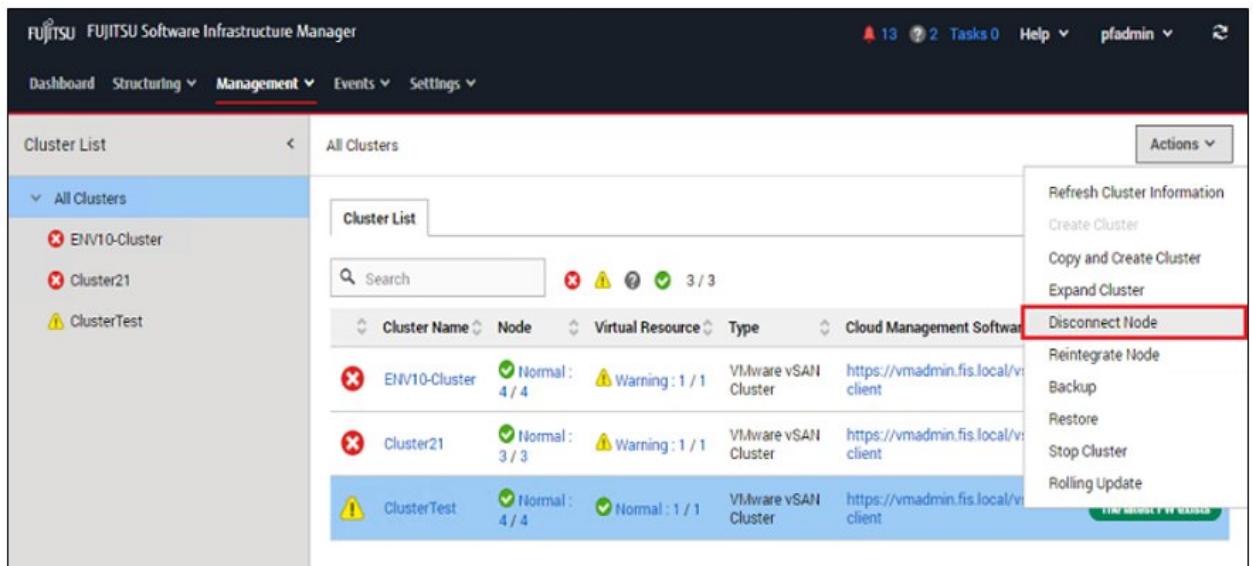 FUJITSU FUJITSU Software Infrastructure Manager
13 2 Tasks 0 Help pfadmin
Dashboard Structuring Management Events Settings
Cluster List
All Clusters
ENV10-Cluster
Cluster21
ClusterTest
All Clusters
Actions
Refresh Cluster Information
Create Cluster
Copy and Create Cluster
Expand Cluster
Disconnect Node
Reintegrate Node
Backup
Restore
Stop Cluster
Rolling Update
Cluster List
Search
3 / 3
Cluster Name Node Virtual Resource Type Cloud Management Softwar
ENV10-Cluster Normal : Warning : 1 / 1 VMware vSAN https://vmadmin.fis.local/v
4 / 4 Cluster client
Cluster21 Normal : Warning : 1 / 1 VMware vSAN https://vmadmin.fis.local/v
3 / 3 Cluster client
ClusterTest Normal : Normal : 1 / 1 VMware vSAN https://vmadmin.fis.local/v
4 / 4 Cluster client
The latest FW exists